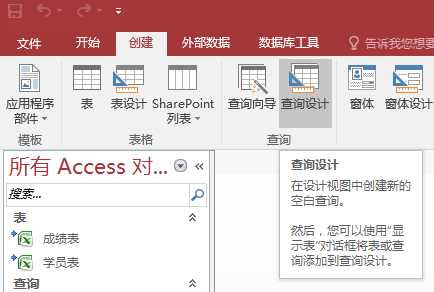 文件 开始 创建 外部数据 数据库工具 告诉我您想要
应用程序部件 表 表设计 SharePoint 列表 查询向导 查询设计 窗体 窗体设计
模板 表格 查询
所有 Access 对... «
搜索...
表
成绩表
学员表
查询
查询设计
在设计视图中创建新的
空白查询。
然后，您可以使用“显
示表”对话框将表或查
询添加到查询设计。